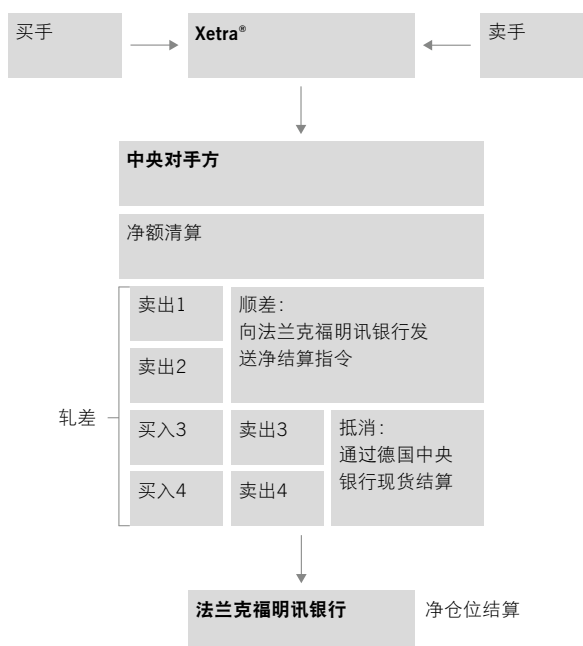 买手
Xetra®
卖手
中央对手方
净额清算
卖出1
顺差：
向法兰克福明讯银行发
送净结算指令
卖出2
轧差
买入3
卖出3
抵消：
通过德国中央
银行现货结算
买入4
卖出4
法兰克福明讯银行
净仓位结算